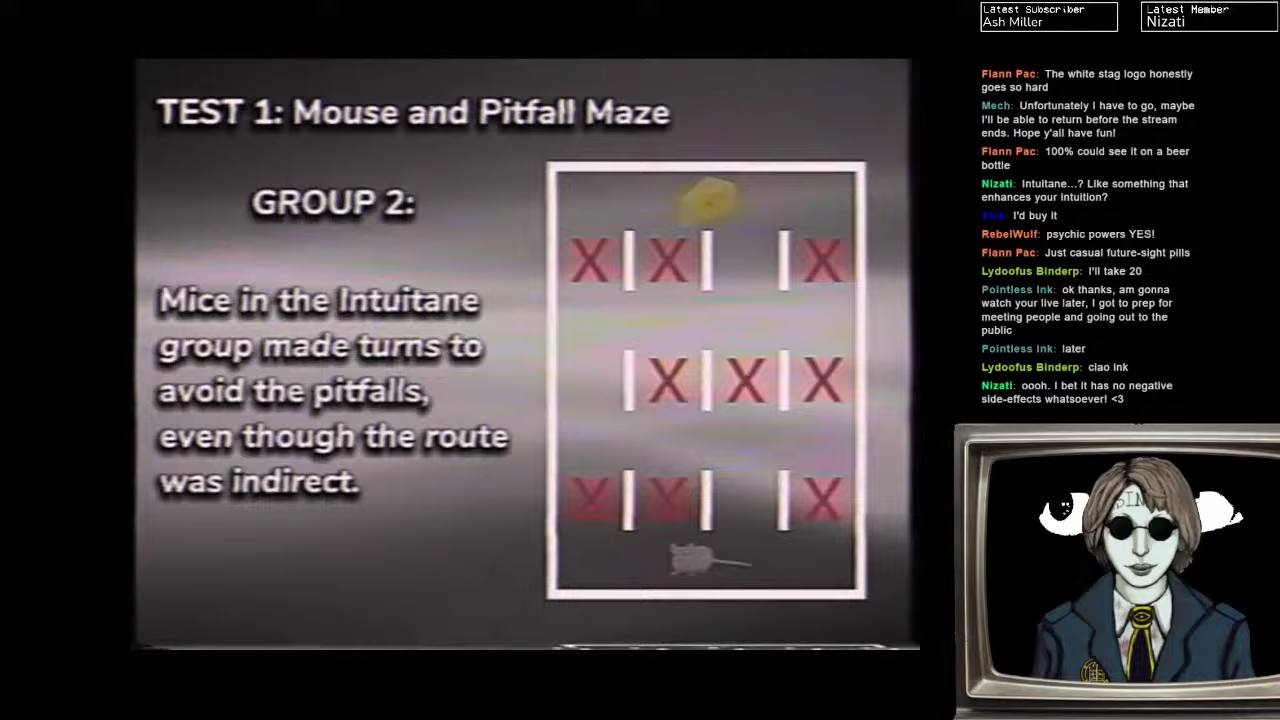 Latest Subscriber
Ash Miller
Latest Member
Nizati
TEST 1: Mouse and Pitfall Maze
GROUP 2:
Mice in the Intuitane
group made turns to
avoid the pitfalls,
even though the route
was indirect.
X X X
X X X
X X X
Flann Pac: The white stag logo honestly
goes so hard
Mech: Unfortunately I have to go, maybe
I'll be able to return before the stream
ends. Hope y'all have fun!
Flann Pac: 100% could see it on a beer
bottle
Nizati: Intuitane...? Like something that
enhances your intuition?
I'd buy it
RebelWulf: psychic powers YES!
Flann Pac: Just casual future-sight pills
Lydoofus Binderp: I'll take 20
Pointless Ink: ok thanks, am gonna
watch your live later, I got to prep for
meeting people and going out to the
public
Pointless Ink: later
Lydoofus Binderp: ciao Ink
Nizati: oooh. I bet it has no negative
side-effects whatsoever! <3
SIN